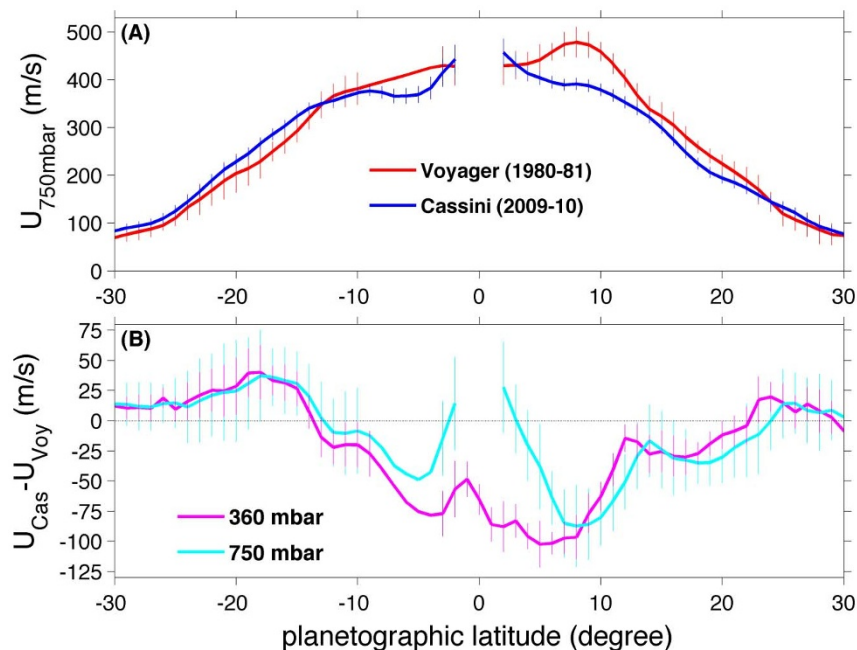 (A)
500
400
300
200
100
0
U750mbar (m/s)
Voyager (1980-81)
Cassini (2009-10)
-30 -20 -10 0 10 20 30
(B)
75
50
25
0
-25
-50
-75
-100
-125
UCas-UVoy (m/s)
360 mbar
750 mbar
-30 -20 -10 0 10 20 30
planetographic latitude (degree)